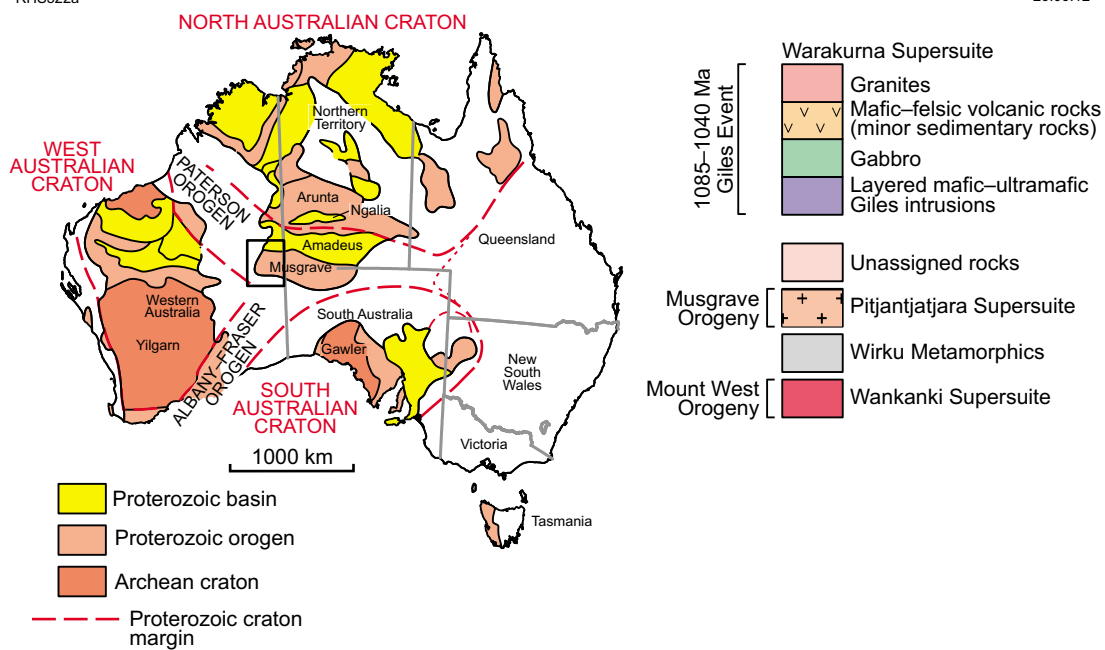 NORTH AUSTRALIAN CRATON
WEST
AUSTRALIAN
CRATON
PATERSON
OROGEN
Northern
Territory
Arunta
Ngalia
Amadeus
Musgrave
Queensland
Western
Australia
Yilgarn
ALBANY–FRASER
OROGEN
South Australia
Gawler
SOUTH
AUSTRALIAN
CRATON
New
South
Wales
Victoria
Tasmania
1000 km
Proterozoic basin
Proterozoic orogen
Archean craton
Proterozoic craton
margin
Warakurna Supersuite
1085–1040 Ma
Giles Event
Granites
Mafic–felsic volcanic rocks
(minor sedimentary rocks)
Gabbro
Layered mafic–ultramafic
Giles intrusions
Unassigned rocks
Musgrave
Orogeny
Pitjantjatjara Supersuite
Wirku Metamorphics
Mount West
Orogeny
Wankanki Supersuite